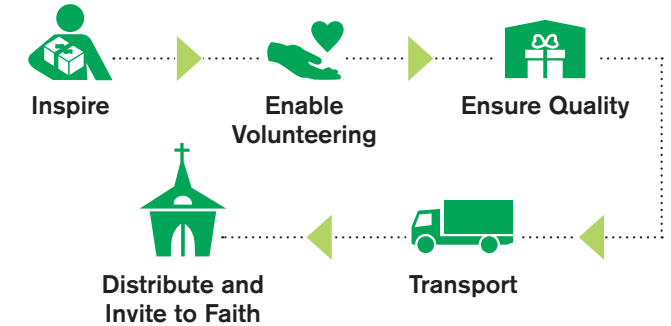 Inspire
Enable
Volunteering
Ensure Quality
Distribute and
Invite to Faith
Transport